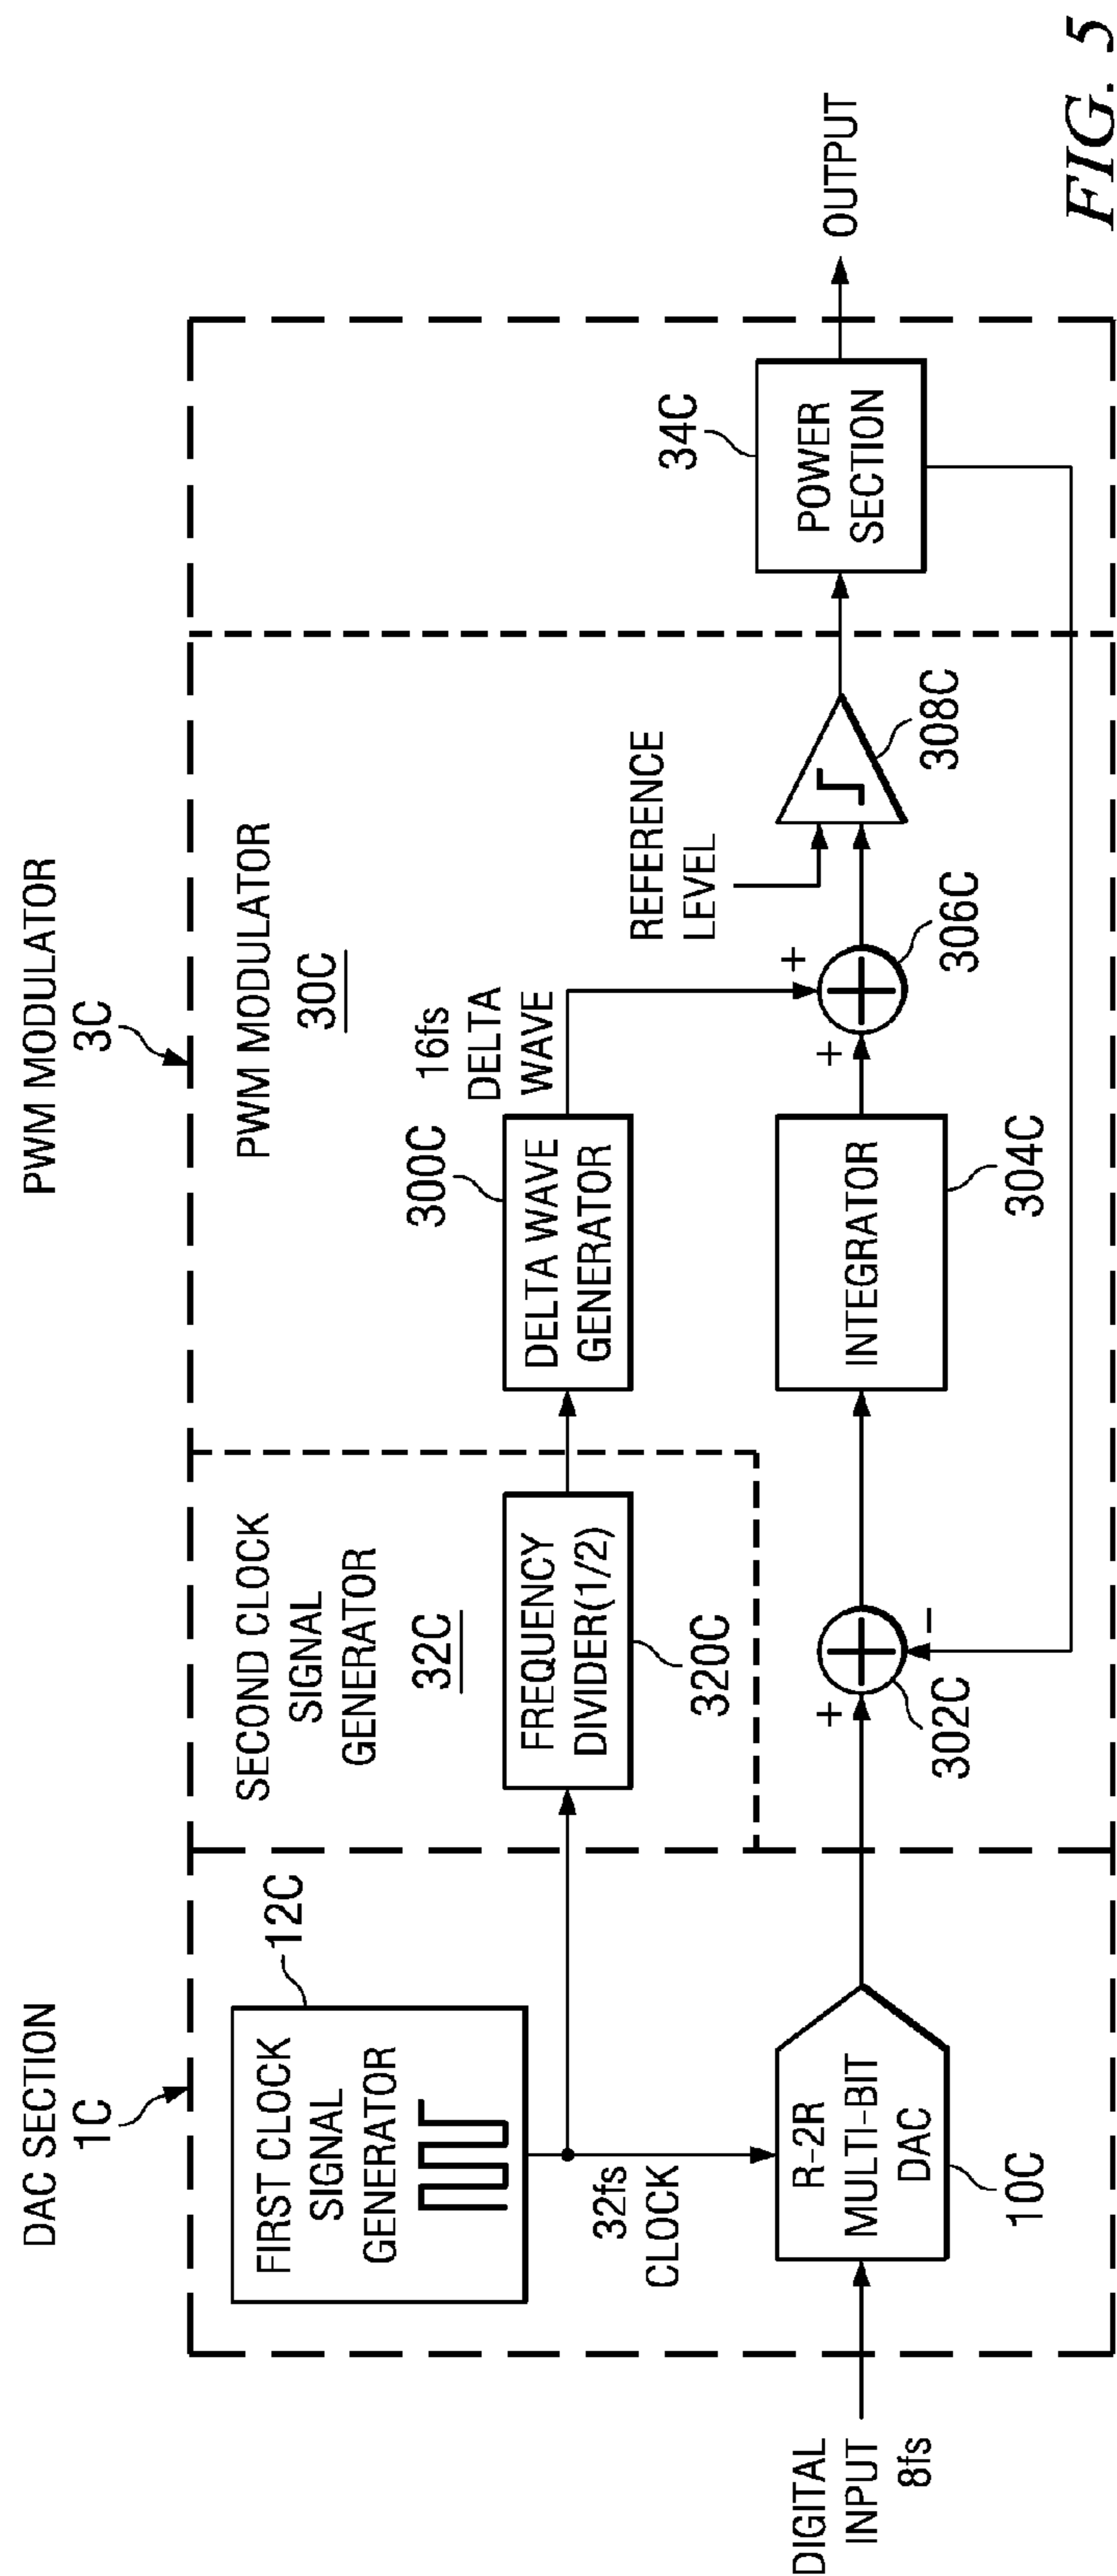 DAC SECTION
1C
PWM MODULATOR
3C
FIRST CLOCK
SIGNAL
GENERATOR
12C
32fs
CLOCK
DIGITAL
INPUT
8fs
R-2R
MULTI-BIT
DAC
10C
SECOND CLOCK
SIGNAL
GENERATOR
32C
FREQUENCY
DIVIDER(1/2)
320C
PWM MODULATOR
30C
300C
DELTA WAVE
GENERATOR
16fs
DELTA
WAVE
+
−
302C
INTEGRATOR
304C
+
+
306C
REFERENCE
LEVEL
308C
34C
POWER
SECTION
OUTPUT
FIG. 5